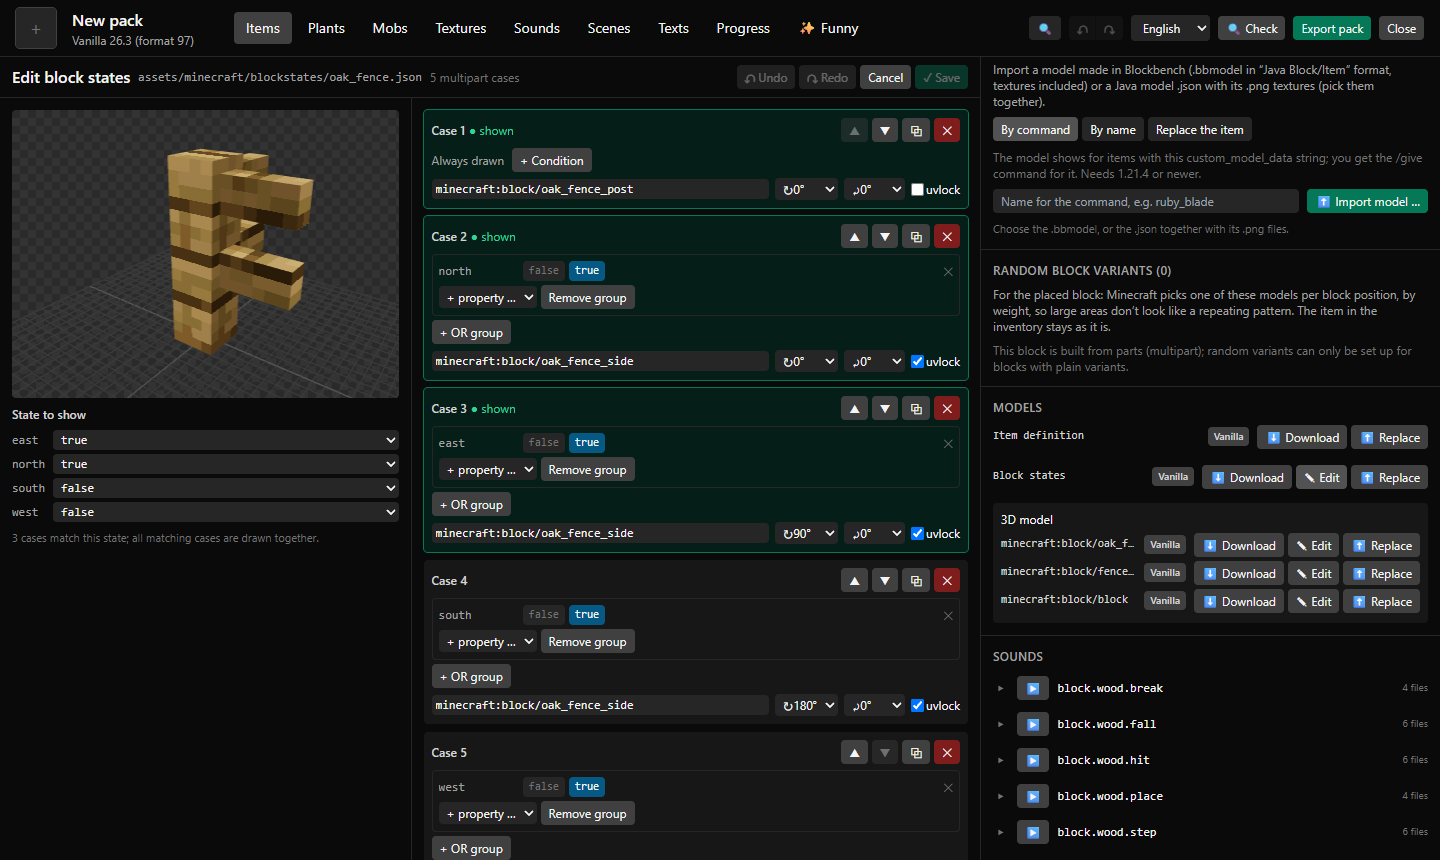 New pack
Vanilla 26.3 (format 97)
Items
Plants
Mobs
Textures
Sounds
Scenes
Texts
Progress
✨ Funny
English
🔍 Check
Export pack
Close
Edit block states assets/minecraft/blockstates/oak_fence.json 5 multipart cases
Undo
Redo
Cancel
✓ Save
State to show
east true
north true
south false
west false
3 cases match this state; all matching cases are drawn together.
Case 1 ● shown
Always drawn + Condition
minecraft:block/oak_fence_post ↻0° ⤾0° uvlock
Case 2 ● shown
north false true
+ property ... Remove group
+ OR group
minecraft:block/oak_fence_side ↻0° ⤾0° uvlock
Case 3 ● shown
east false true
+ property ... Remove group
+ OR group
minecraft:block/oak_fence_side ↻90° ⤾0° uvlock
Case 4
south false true
+ property ... Remove group
+ OR group
minecraft:block/oak_fence_side ↻180° ⤾0° uvlock
Case 5
west false true
+ property ... Remove group
+ OR group
Import a model made in Blockbench (.bbmodel in “Java Block/Item” format,
textures included) or a Java model .json with its .png textures (pick them
together).
By command By name Replace the item
The model shows for items with this custom_model_data string; you get the /give
command for it. Needs 1.21.4 or newer.
Name for the command, e.g. ruby_blade Import model ...
Choose the .bbmodel, or the .json together with its .png files.
RANDOM BLOCK VARIANTS (0)
For the placed block: Minecraft picks one of these models per block position, by
weight, so large areas don’t look like a repeating pattern. The item in the
inventory stays as it is.
This block is built from parts (multipart); random variants can only be set up for
blocks with plain variants.
MODELS
Item definition Vanilla Download Replace
Block states Vanilla Download Edit Replace
3D model
minecraft:block/oak_f… Vanilla Download Edit Replace
minecraft:block/fence… Vanilla Download Edit Replace
minecraft:block/block Vanilla Download Edit Replace
SOUNDS
block.wood.break 4 files
block.wood.fall 6 files
block.wood.hit 6 files
block.wood.place 4 files
block.wood.step 6 files